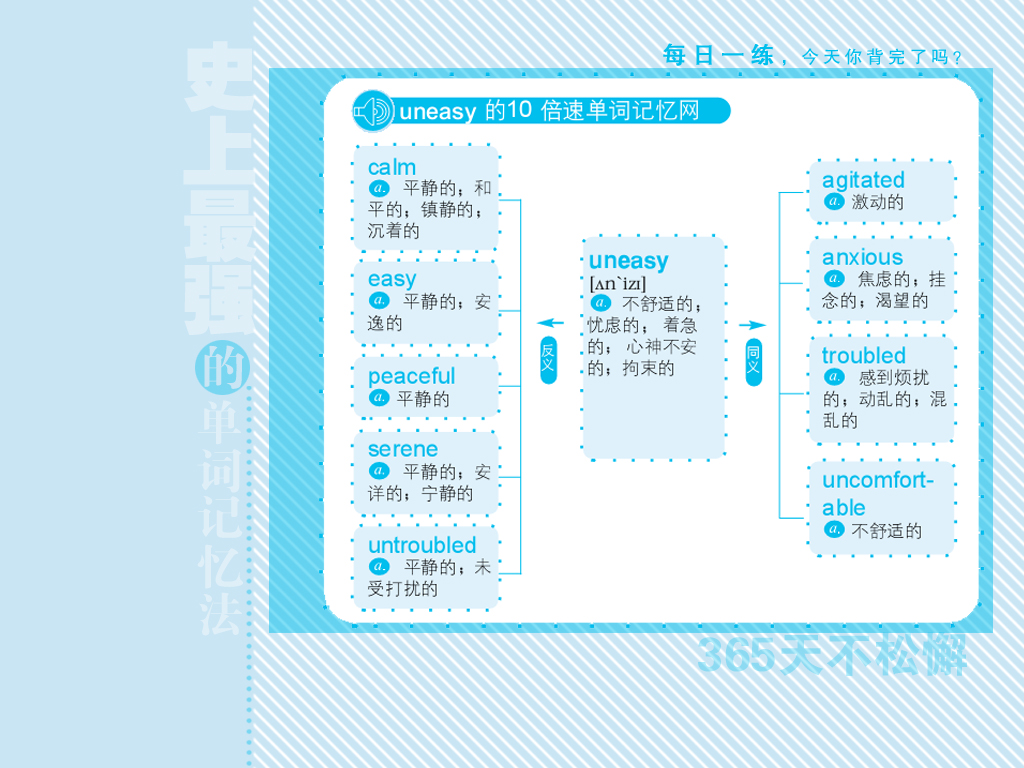 每日一练，今天你背完了吗？
史上最强的单词记忆法
uneasy 的10 倍速单词记忆网
calm
a. 平静的；和
平的；镇静的；
沉着的
easy
a. 平静的；安
逸的
peaceful
a. 平静的
serene
a. 平静的；安
详的；宁静的
untroubled
a. 平静的；未
受打扰的
反义
uneasy
[ʌn`izɪ]
a. 不舒适的；
忧虑的； 着急
的； 心神不安
的；拘束的
同义
agitated
a. 激动的
anxious
a. 焦虑的；挂
念的；渴望的
troubled
a. 感到烦扰
的；动乱的；混
乱的
uncomfort-
able
a. 不舒适的
365天不松懈